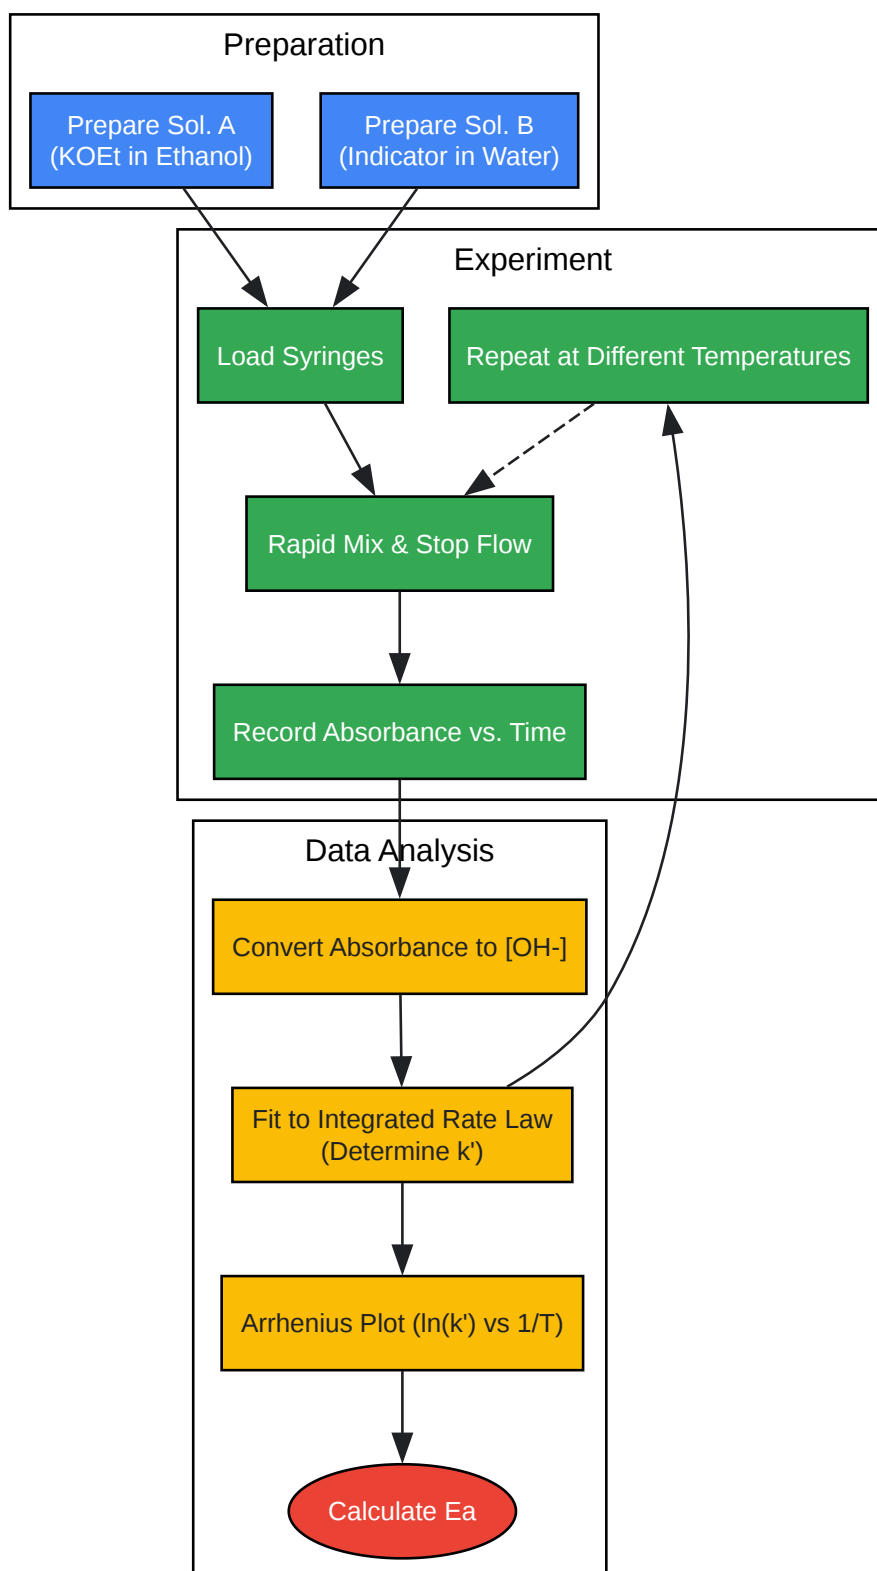 Preparation
Prepare Sol. A
(KOEt in Ethanol)
Prepare Sol. B
(Indicator in Water)
Experiment
Load Syringes
Repeat at Different Temperatures
Rapid Mix & Stop Flow
Record Absorbance vs. Time
Data Analysis
Convert Absorbance to [OH-]
Fit to Integrated Rate Law
(Determine k')
Arrhenius Plot (ln(k') vs 1/T)
Calculate Ea